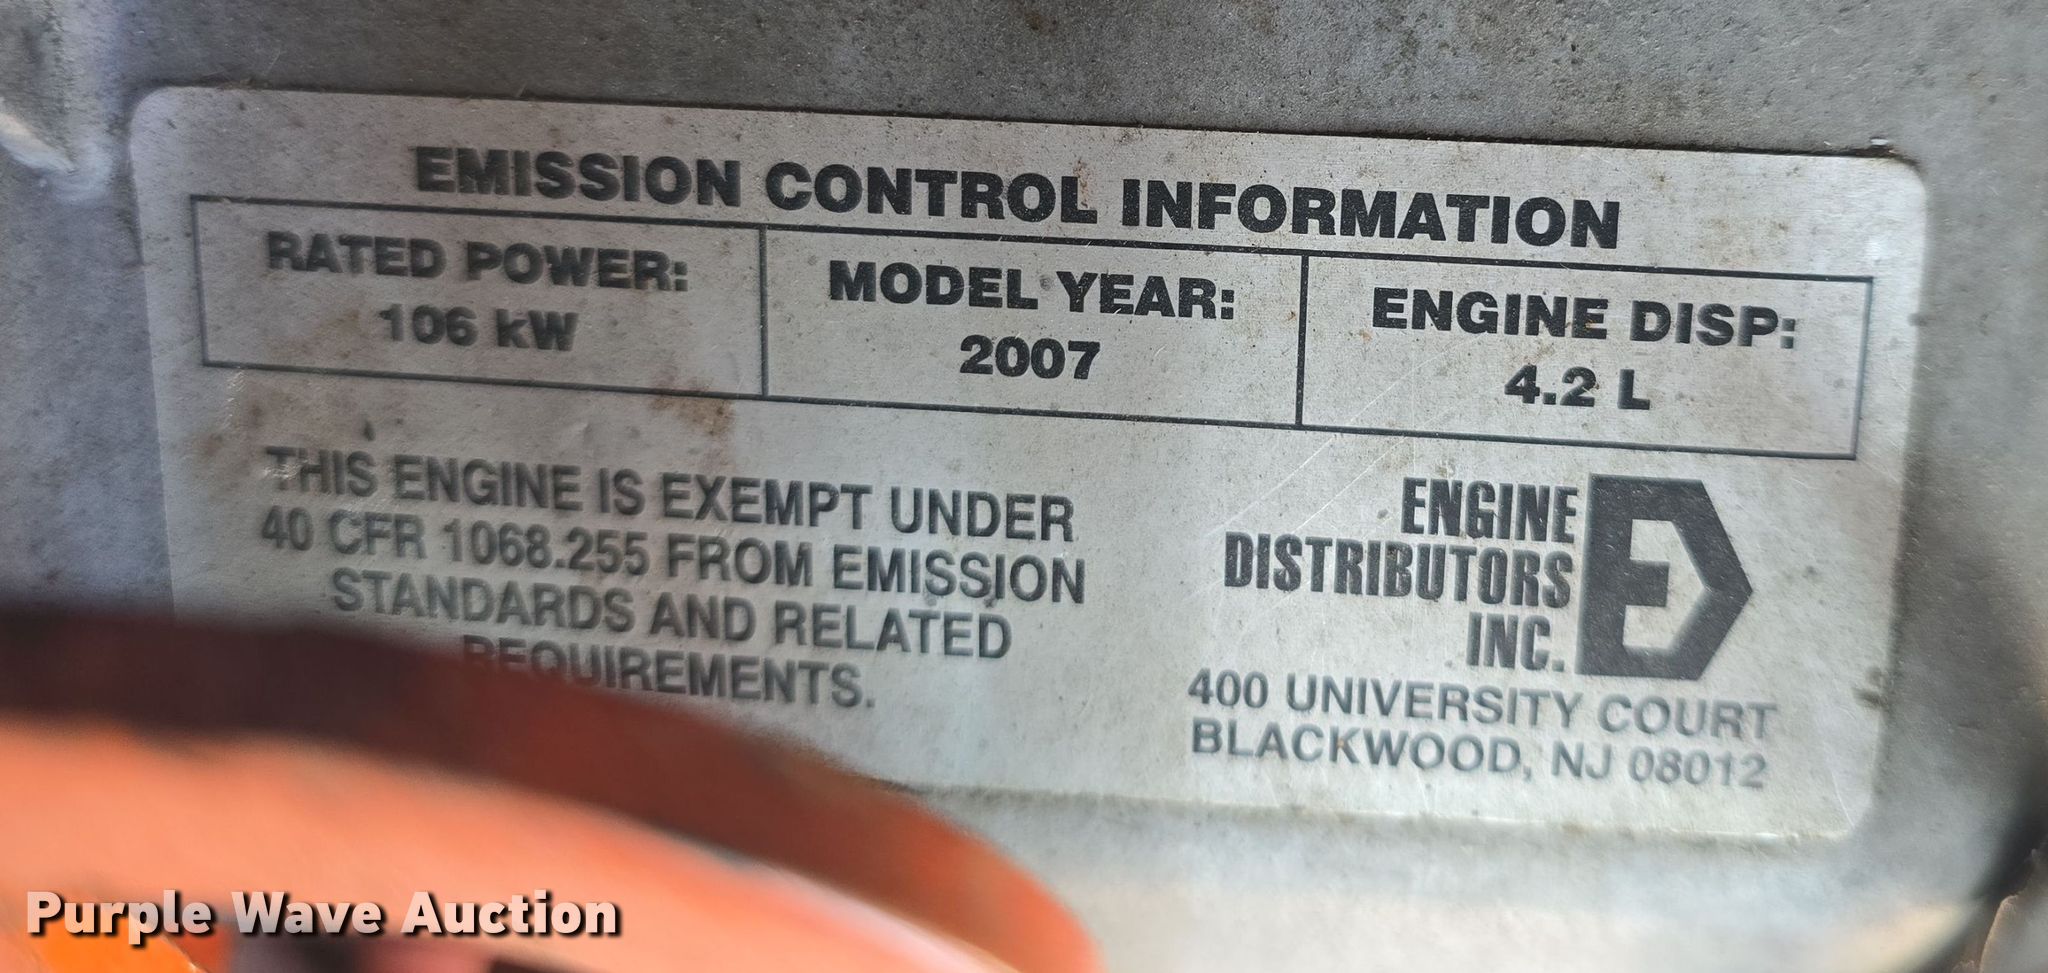 EMISSION CONTROL INFORMATION
RATED POWER:
106 kW
MODEL YEAR:
2007
ENGINE DISP:
4.2 L
THIS ENGINE IS EXEMPT UNDER
40 CFR 1068.255 FROM EMISSION
STANDARDS AND RELATED
REQUIREMENTS.
ENGINE
DISTRIBUTORS
INC.
400 UNIVERSITY COURT
BLACKWOOD, NJ 08012
Purple Wave Auction